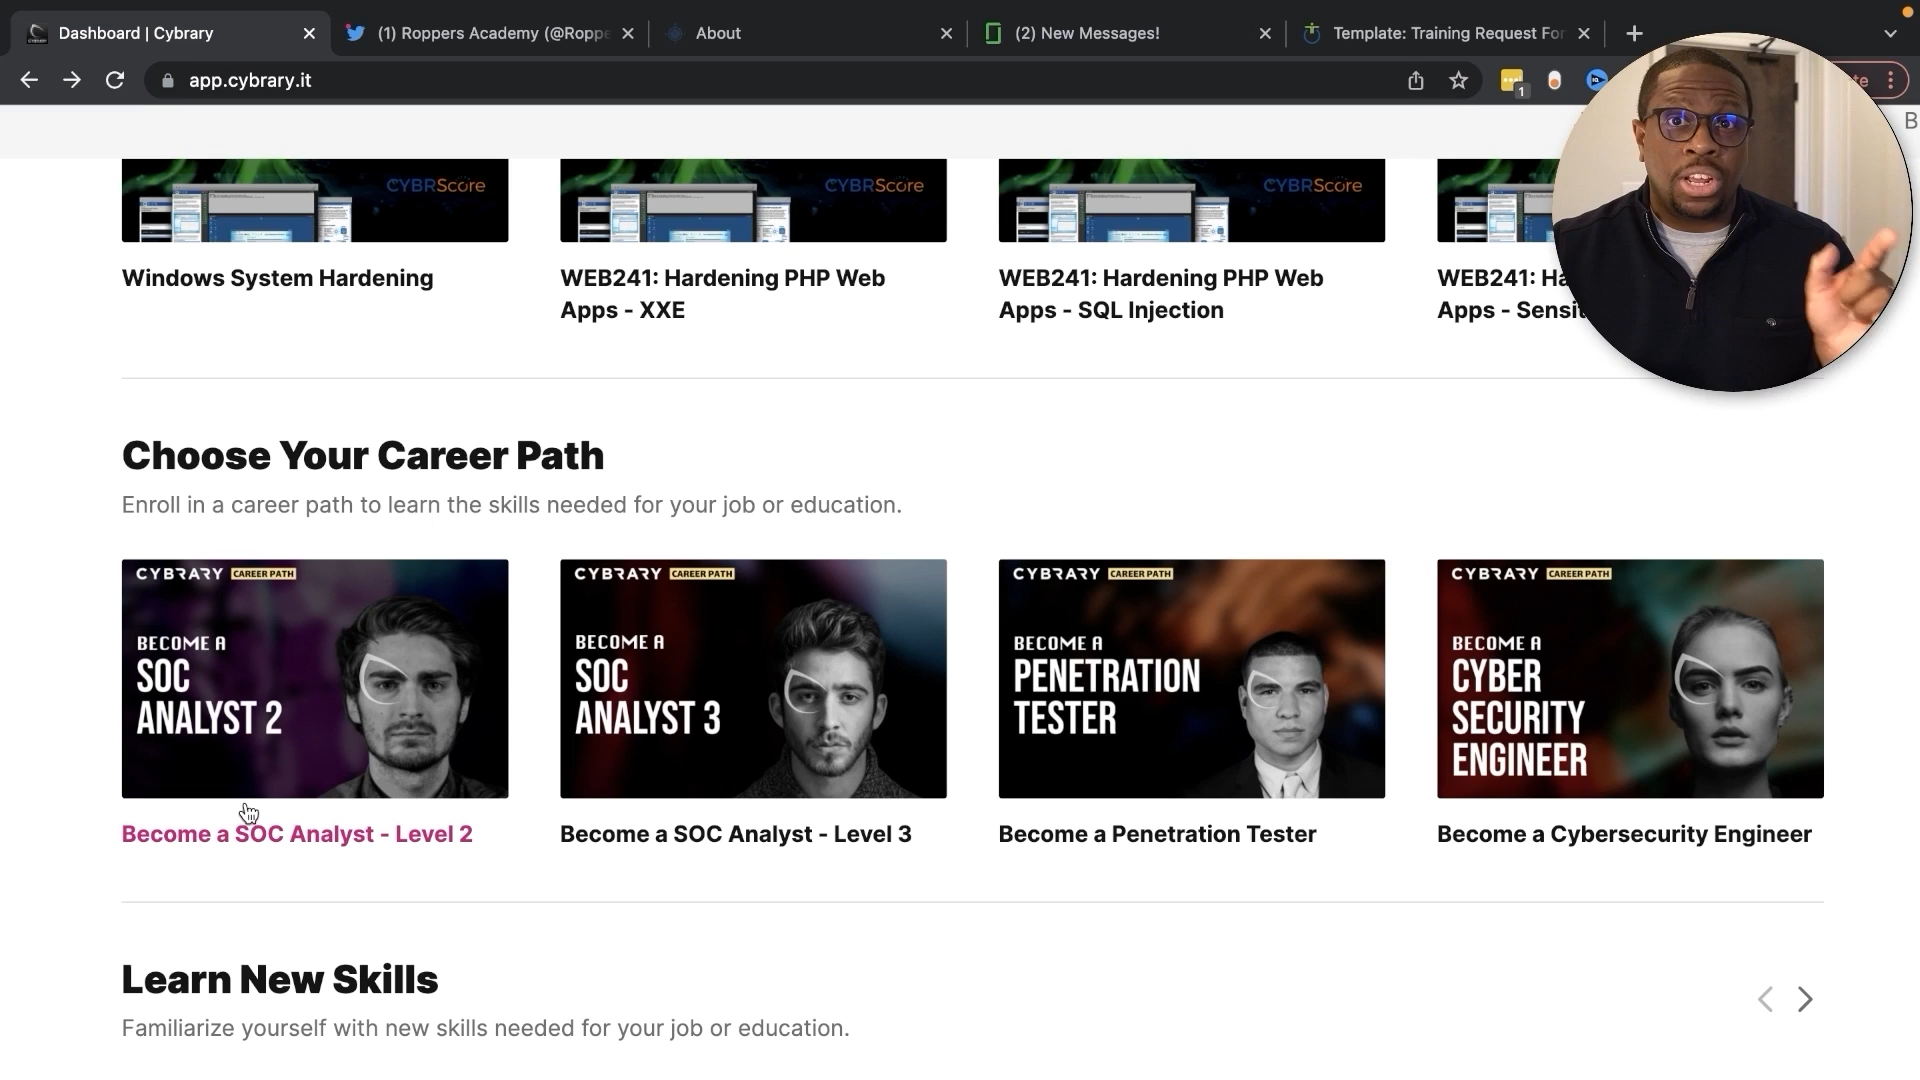 Dashboard | Cybrary
(1) Roppers Academy (@Roppe
About
(2) New Messages!
Template: Training Request For
app.cybrary.it
1
te
B
CYBRScore
CYBRScore
CYBRScore
Windows System Hardening
WEB241: Hardening PHP Web
Apps - XXE
WEB241: Hardening PHP Web
Apps - SQL Injection
WEB241: Ha
Apps - Sensit
Choose Your Career Path
Enroll in a career path to learn the skills needed for your job or education.
CYBRARY CAREER PATH
BECOME A
SOC
ANALYST 2
CYBRARY CAREER PATH
BECOME A
SOC
ANALYST 3
CYBRARY CAREER PATH
BECOME A
PENETRATION
TESTER
CYBRARY CAREER PATH
BECOME A
CYBER
SECURITY
ENGINEER
Become a SOC Analyst - Level 2
Become a SOC Analyst - Level 3
Become a Penetration Tester
Become a Cybersecurity Engineer
Learn New Skills
Familiarize yourself with new skills needed for your job or education.